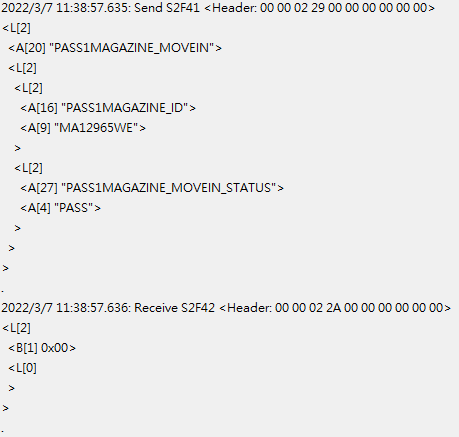 2022/3/7 11:38:57.635: Send S2F41 <Header: 00 00 02 29 00 00 00 00 00 00>
<L[2]
<A[20] "PASS1MAGAZINE_MOVEIN">
<L[2]
<L[2]
<A[16] "PASS1MAGAZINE_ID">
<A[9] "MA12965WE">
>
<L[2]
<A[27] "PASS1MAGAZINE_MOVEIN_STATUS">
<A[4] "PASS">
>
>
>
.
2022/3/7 11:38:57.636: Receive S2F42 <Header: 00 00 02 2A 00 00 00 00 00 00>
<L[2]
<B[1] 0x00>
<L[0]
>
>
.